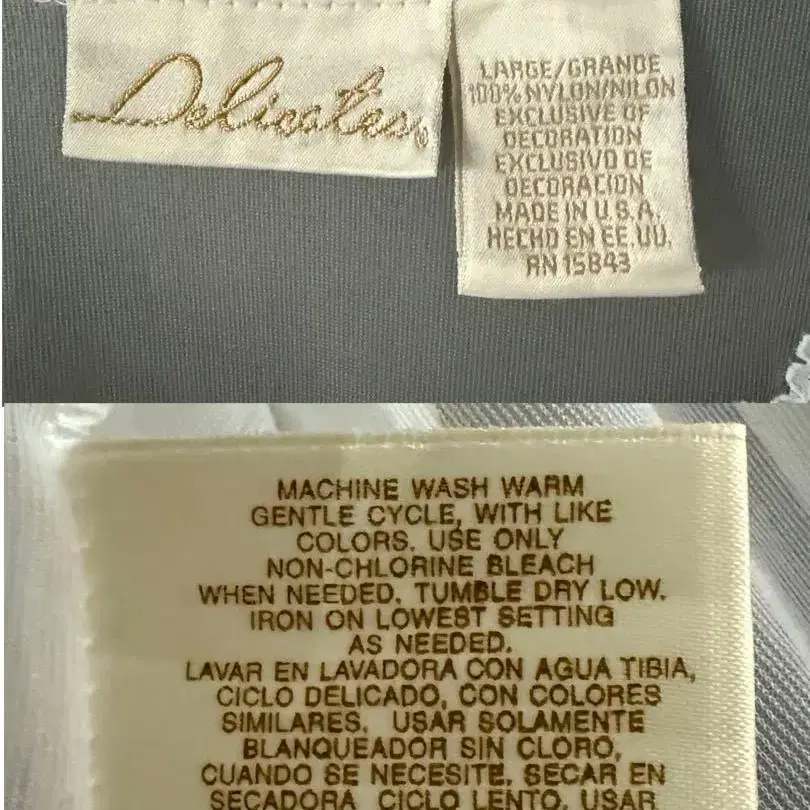 Delicates®
LARGE/GRANDE
100% NYLON/NILON
EXCLUSIVE OF
DECORATION
EXCLUSIVO DE
DECORACION
MADE IN U.S.A.
HECHO EN EE.UU.
RN 15843
MACHINE WASH WARM
GENTLE CYCLE, WITH LIKE
COLORS. USE ONLY
NON-CHLORINE BLEACH
WHEN NEEDED. TUMBLE DRY LOW.
IRON ON LOWEST SETTING
AS NEEDED.
LAVAR EN LAVADORA CON AGUA TIBIA,
CICLO DELICADO, CON COLORES
SIMILARES. USAR SOLAMENTE
BLANQUEADOR SIN CLORO,
CUANDO SE NECESITE. SECAR EN
SECADORA CICLO LENTO. USAR